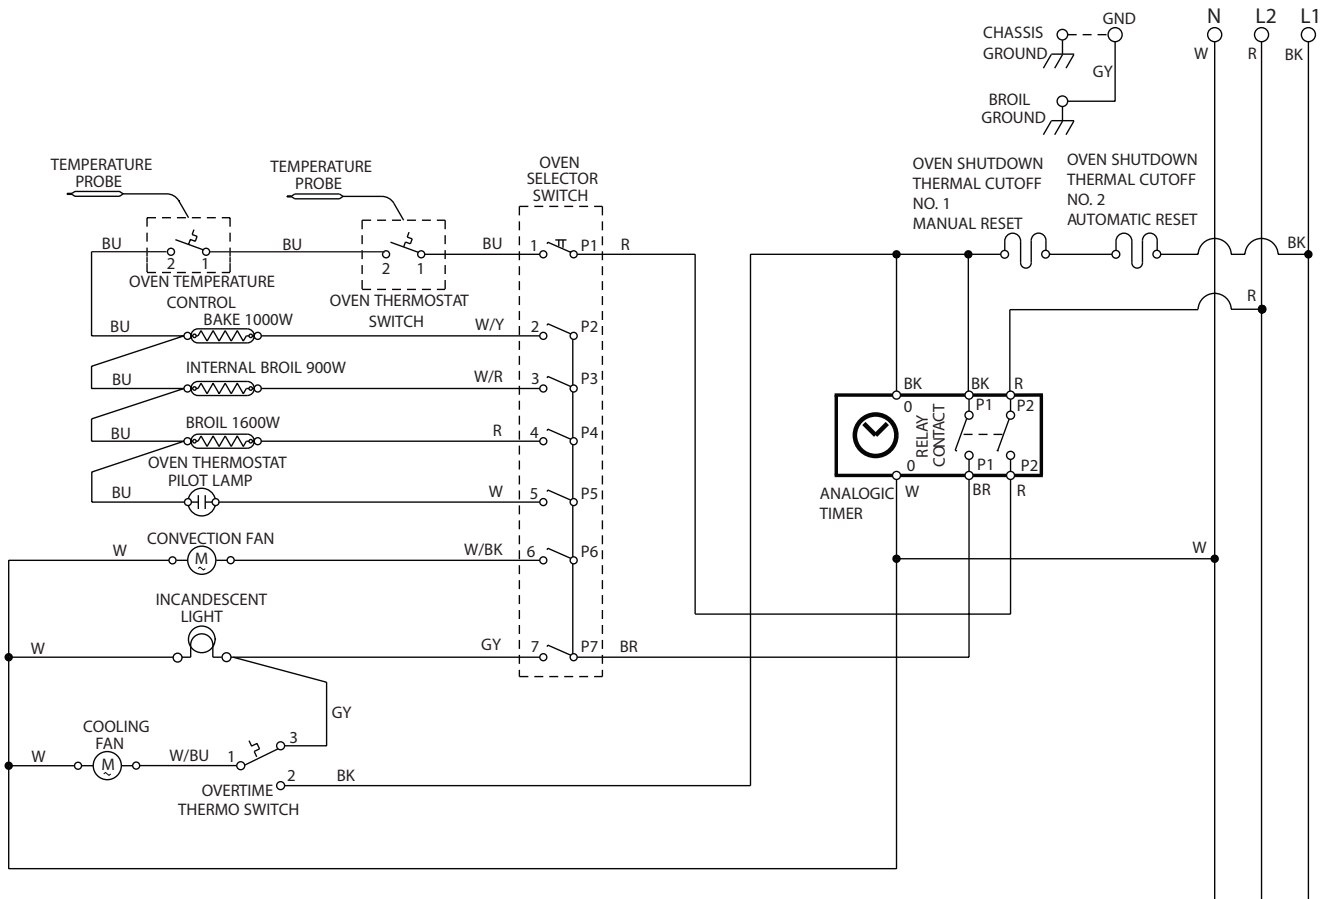 GND
N
L2
L1
CHASSIS
GROUND
W
R
BK
GY
BROIL
GROUND
TEMPERATURE
PROBE
TEMPERATURE
PROBE
OVEN
SELECTOR
SWITCH
OVEN SHUTDOWN
THERMAL CUTOFF
NO. 1
MANUAL RESET
OVEN SHUTDOWN
THERMAL CUTOFF
NO. 2
AUTOMATIC RESET
BU
2
1
BU
2
1
BU
1
P1
R
BK
OVEN TEMPERATURE
CONTROL
OVEN THERMOSTAT
SWITCH
R
BAKE 1000W
BU
W/Y
2
P2
INTERNAL BROIL 900W
BU
W/R
3
P3
BK
BK
R
0
P1
P2
RELAY
CONTACT
BROIL 1600W
BU
R
4
P4
OVEN THERMOSTAT
PILOT LAMP
0
P1
P2
BU
W
5
P5
ANALOGIC
TIMER
W
BR
R
CONVECTION FAN
W
M
~
W/BK
6
P6
W
INCANDESCENT
LIGHT
W
GY
7
P7
BR
GY
COOLING
FAN
W
M
~
W/BU
1
3
2
BK
OVERTIME
THERMO SWITCH